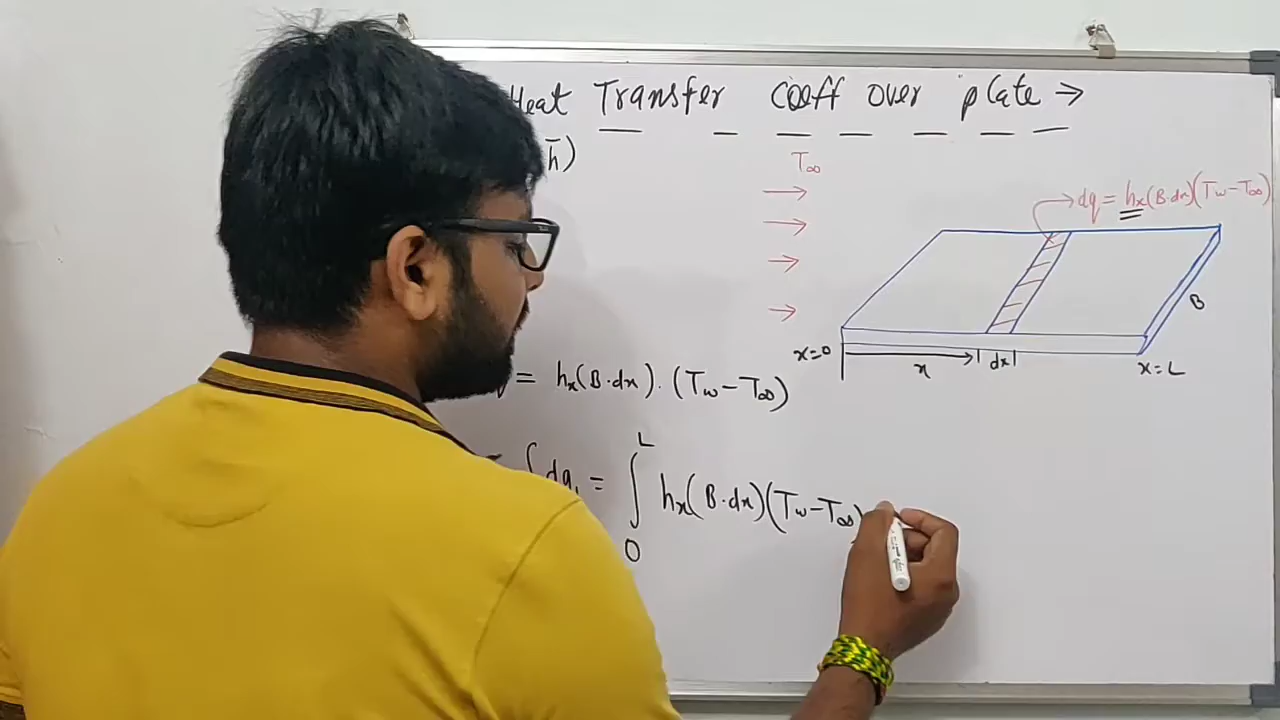 Heat Transfer Coeff over plate →
h̄)
T∞
dq = hx(B·dx)(Tw−T∞)
B
x=0
x
dx
x=L
= hx(B·dx)·(Tw−T∞)
∫dq = ∫ 0 L hx(B·dx)(Tw−T∞)